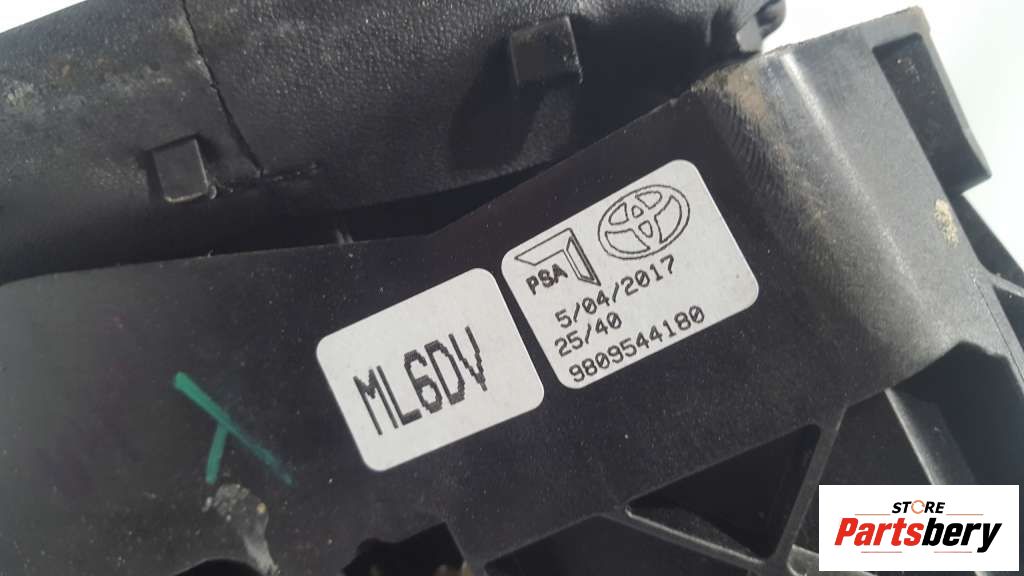 PSA
5/04/2017
25/40
9809544180
ML6DV
STORE
Partsbery